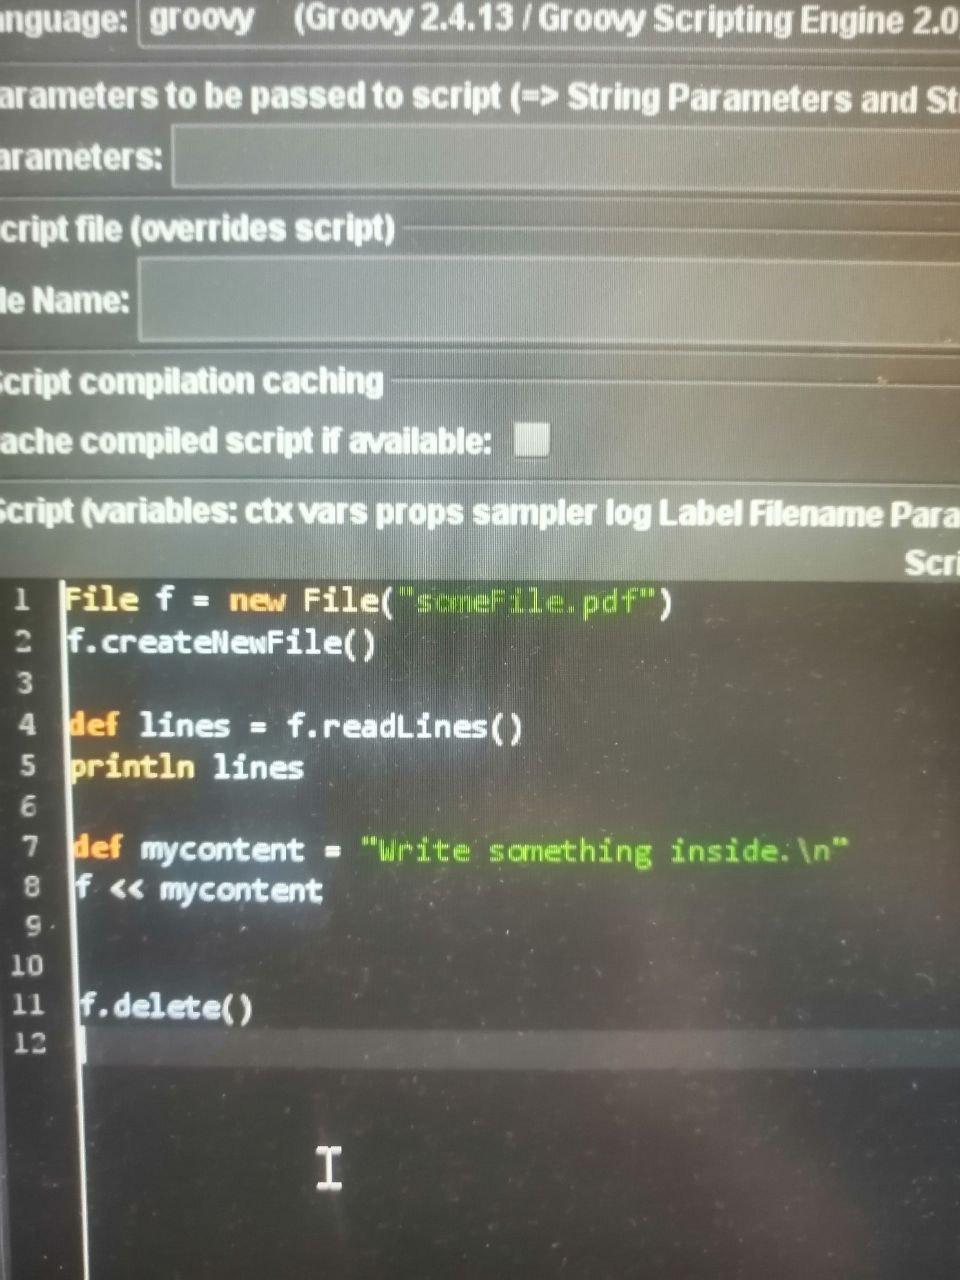 nguage: groovy (Groovy 2.4.13 / Groovy Scripting Engine 2.0
arameters to be passed to script (=> String Parameters and St
arameters:
cript file (overrides script)
le Name:
Script compilation caching
ache compiled script if available:
Script (variables: ctx vars props sampler log Label Filename Para
Scri
1 File f = new File("someFile.pdf")
2 f.createNewFile()
3
4 def lines = f.readLines()
5 println lines
6
7 def mycontent = "Write something inside.\n"
8 f << mycontent
9
10
11 f.delete()
12